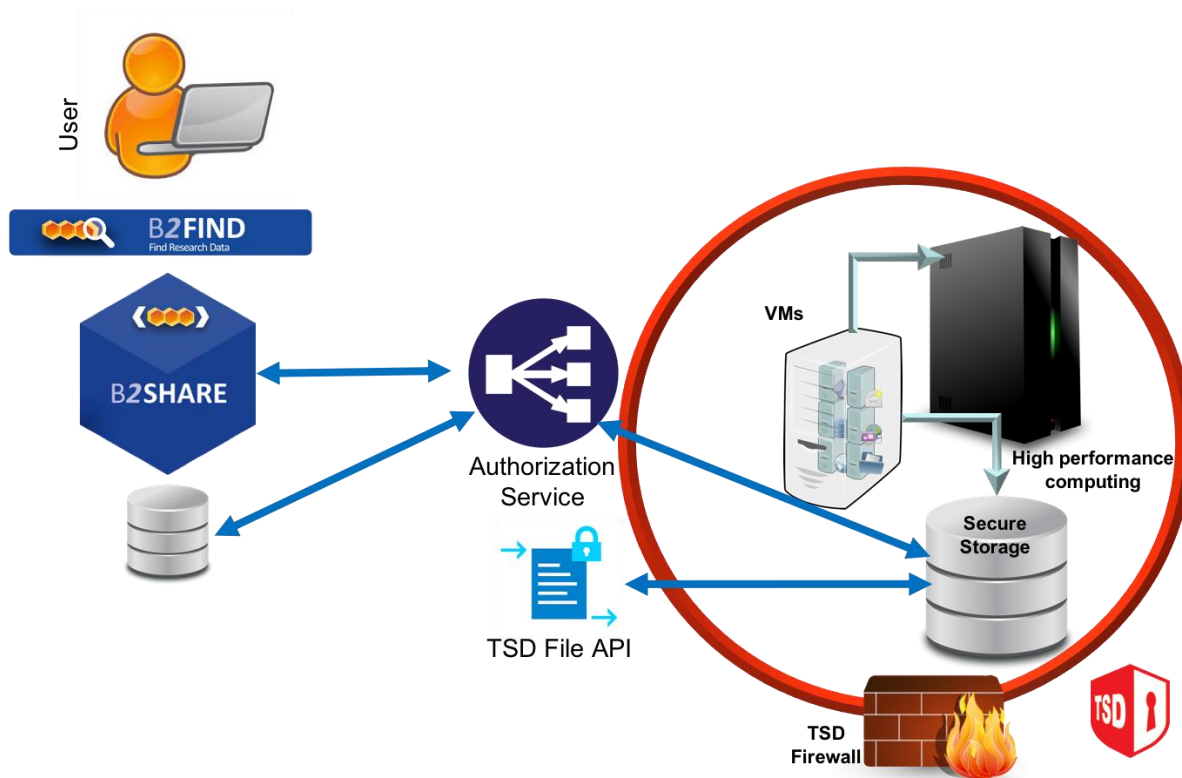 User
B2FIND
Find Research Data
B2SHARE
Authorization
Service
TSD File API
VMs
High performance
computing
Secure
Storage
TSD
Firewall
TSD